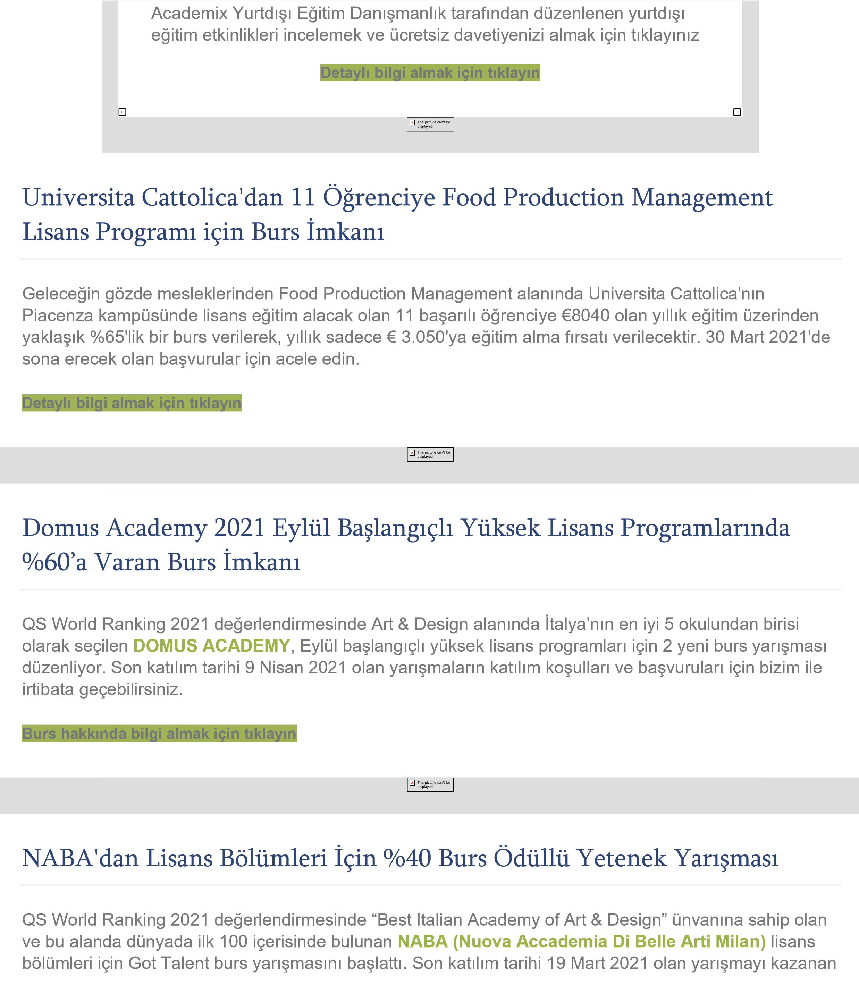 Academix Yurtdışı Eğitim Danışmanlık tarafından düzenlenen yurtdışı
eğitim etkinlikleri incelemek ve ücretsiz davetiyenizi almak için tıklayınız
Detaylı bilgi almak için tıklayın
The picture can't be
displayed.
Universita Cattolica'dan 11 Öğrenciye Food Production Management
Lisans Programı için Burs İmkanı
Geleceğin gözde mesleklerinden Food Production Management alanında Universita Cattolica'nın
Piacenza kampüsünde lisans eğitim alacak olan 11 başarılı öğrenciye €8040 olan yıllık eğitim üzerinden
yaklaşık %65'lik bir burs verilerek, yıllık sadece € 3.050'ya eğitim alma fırsatı verilecektir. 30 Mart 2021'de
sona erecek olan başvurular için acele edin.
Detaylı bilgi almak için tıklayın
The picture can't be
displayed.
Domus Academy 2021 Eylül Başlangıçlı Yüksek Lisans Programlarında
%60’a Varan Burs İmkanı
QS World Ranking 2021 değerlendirmesinde Art & Design alanında İtalya’nın en iyi 5 okulundan birisi
olarak seçilen DOMUS ACADEMY, Eylül başlangıçlı yüksek lisans programları için 2 yeni burs yarışması
düzenliyor. Son katılım tarihi 9 Nisan 2021 olan yarışmaların katılım koşulları ve başvuruları için bizim ile
irtibata geçebilirsiniz.
Burs hakkında bilgi almak için tıklayın
The picture can't be
displayed.
NABA'dan Lisans Bölümleri İçin %40 Burs Ödüllü Yetenek Yarışması
QS World Ranking 2021 değerlendirmesinde “Best Italian Academy of Art & Design” ünvanına sahip olan
ve bu alanda dünyada ilk 100 içerisinde bulunan NABA (Nuova Accademia Di Belle Arti Milan) lisans
bölümleri için Got Talent burs yarışmasını başlattı. Son katılım tarihi 19 Mart 2021 olan yarışmayı kazanan